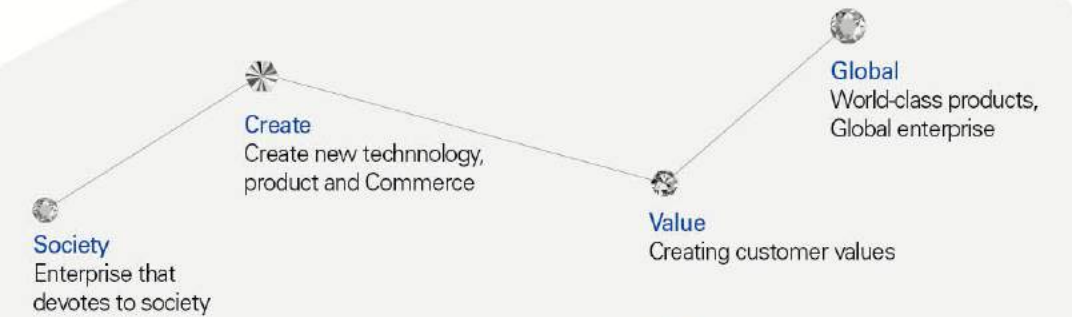 Society
Enterprise that
devotes to society
Create
Create new technnology,
product and Commerce
Value
Creating customer values
Global
World-class products,
Global enterprise